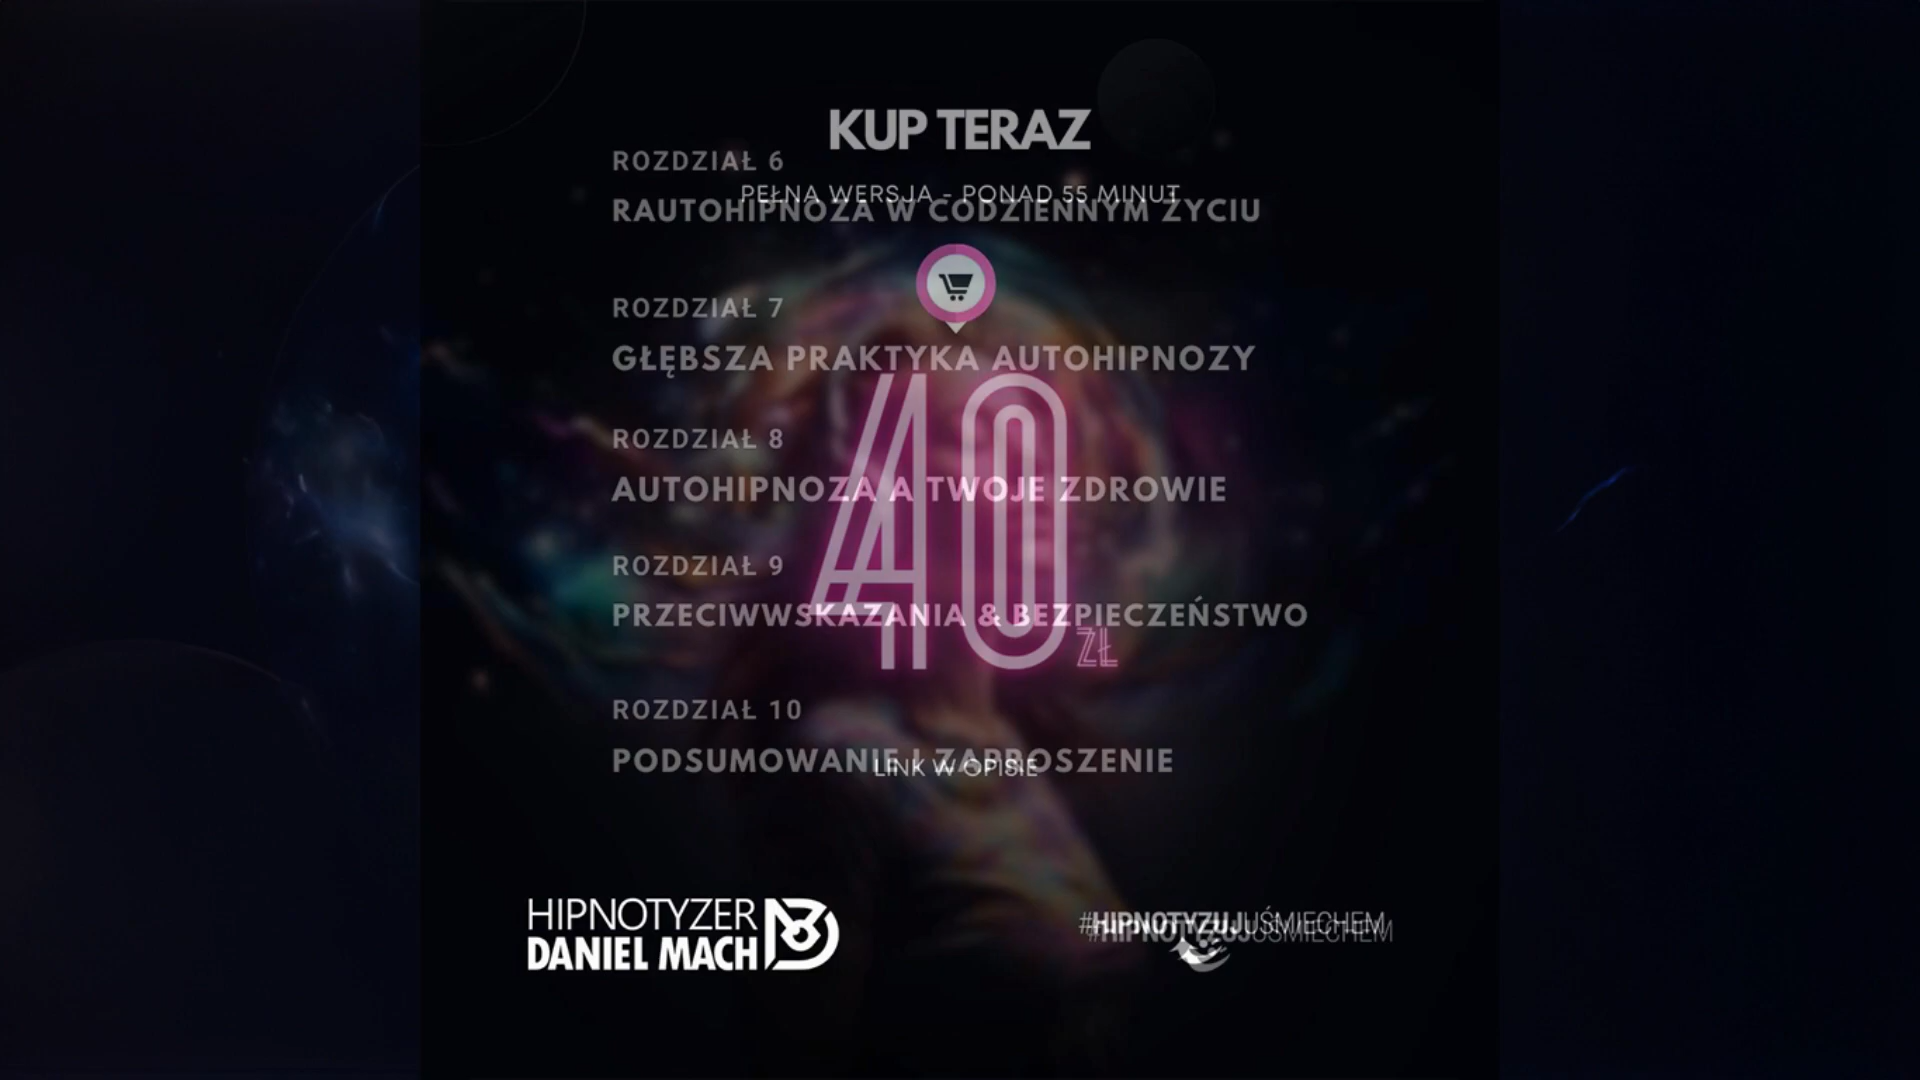 KUP TERAZ
ROZDZIAŁ 6
PEŁNA WERSJA - PONAD 55 MINUT
RAUTOHIPNOZA W CODZIENNYM ŻYCIU
ROZDZIAŁ 7
GŁĘBSZA PRAKTYKA AUTOHIPNOZY
40 ZŁ
ROZDZIAŁ 8
AUTOHIPNOZA A TWOJE ZDROWIE
ROZDZIAŁ 9
PRZECIWWSKAZANIA & BEZPIECZEŃSTWO
ROZDZIAŁ 10
PODSUMOWANIE I ZAPROSZENIE
LINK W OPISIE
HIPNOTYZER
DANIEL MACH
#HIPNOTYZUJUŚMIECHEM
#HIPNOTYZUJUŚMIECHEM